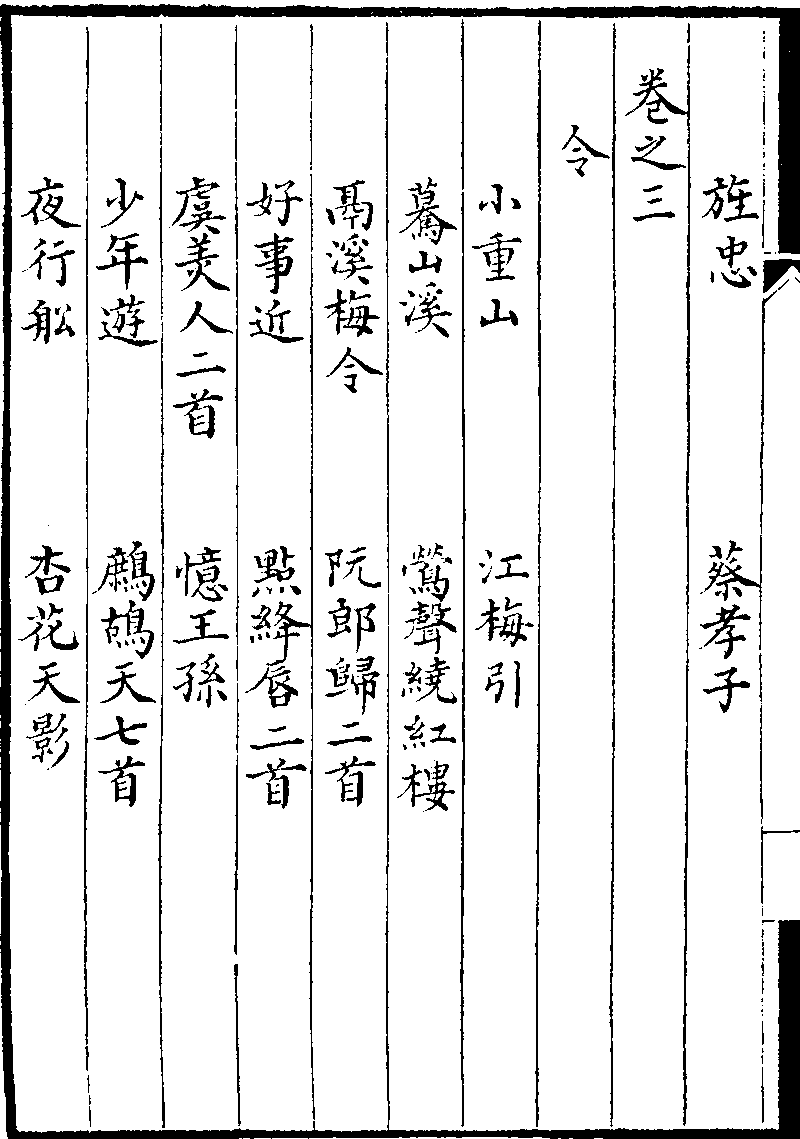 旌忠　蔡孝子
卷之三
令
小重山　江梅引
驀山溪　鶯聲繞紅樓
鬲溪梅令　阮郎歸二首
好事近　點絳唇二首
虞美人二首　憶王孫
少年遊　鷓鴣天七首
夜行船　杏花天影